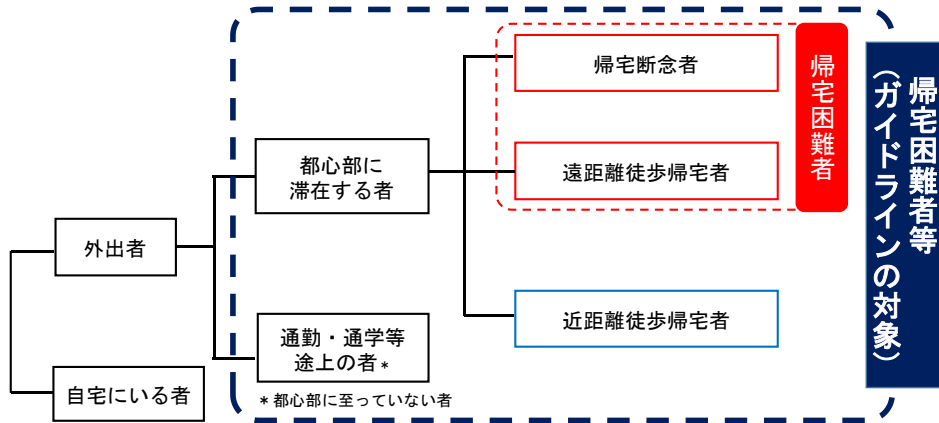 帰宅断念者
帰宅困難者
遠距離徒歩帰宅者
都心部に
滞在する者
外出者
近距離徒歩帰宅者
通勤・通学等
途上の者*
自宅にいる者
*都心部に至っていない者
帰宅困難者等
(ガイドラインの対象)